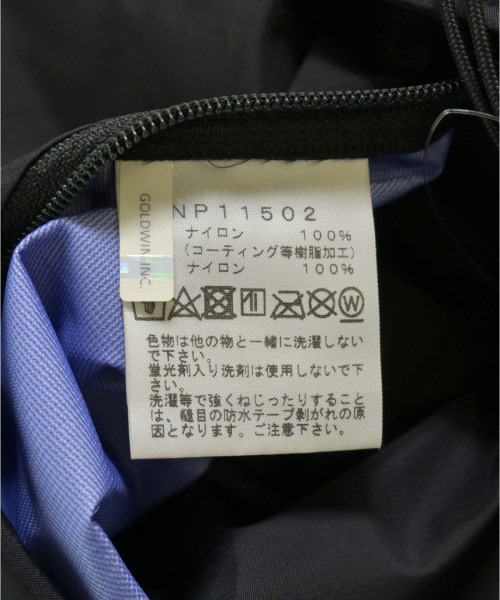 GOLDWIN INC.
NP11502
ナイロン 100%
(コーティング等樹脂加工)
ナイロン 100%
W
色物は他の物と一緒に洗濯しない
で下さい。
蛍光剤入り洗剤は使用しないで下
さい。
洗濯等で強くねじったりすること
は、縫目の防水テープ剥がれの原
因となります。ご注意下さい。